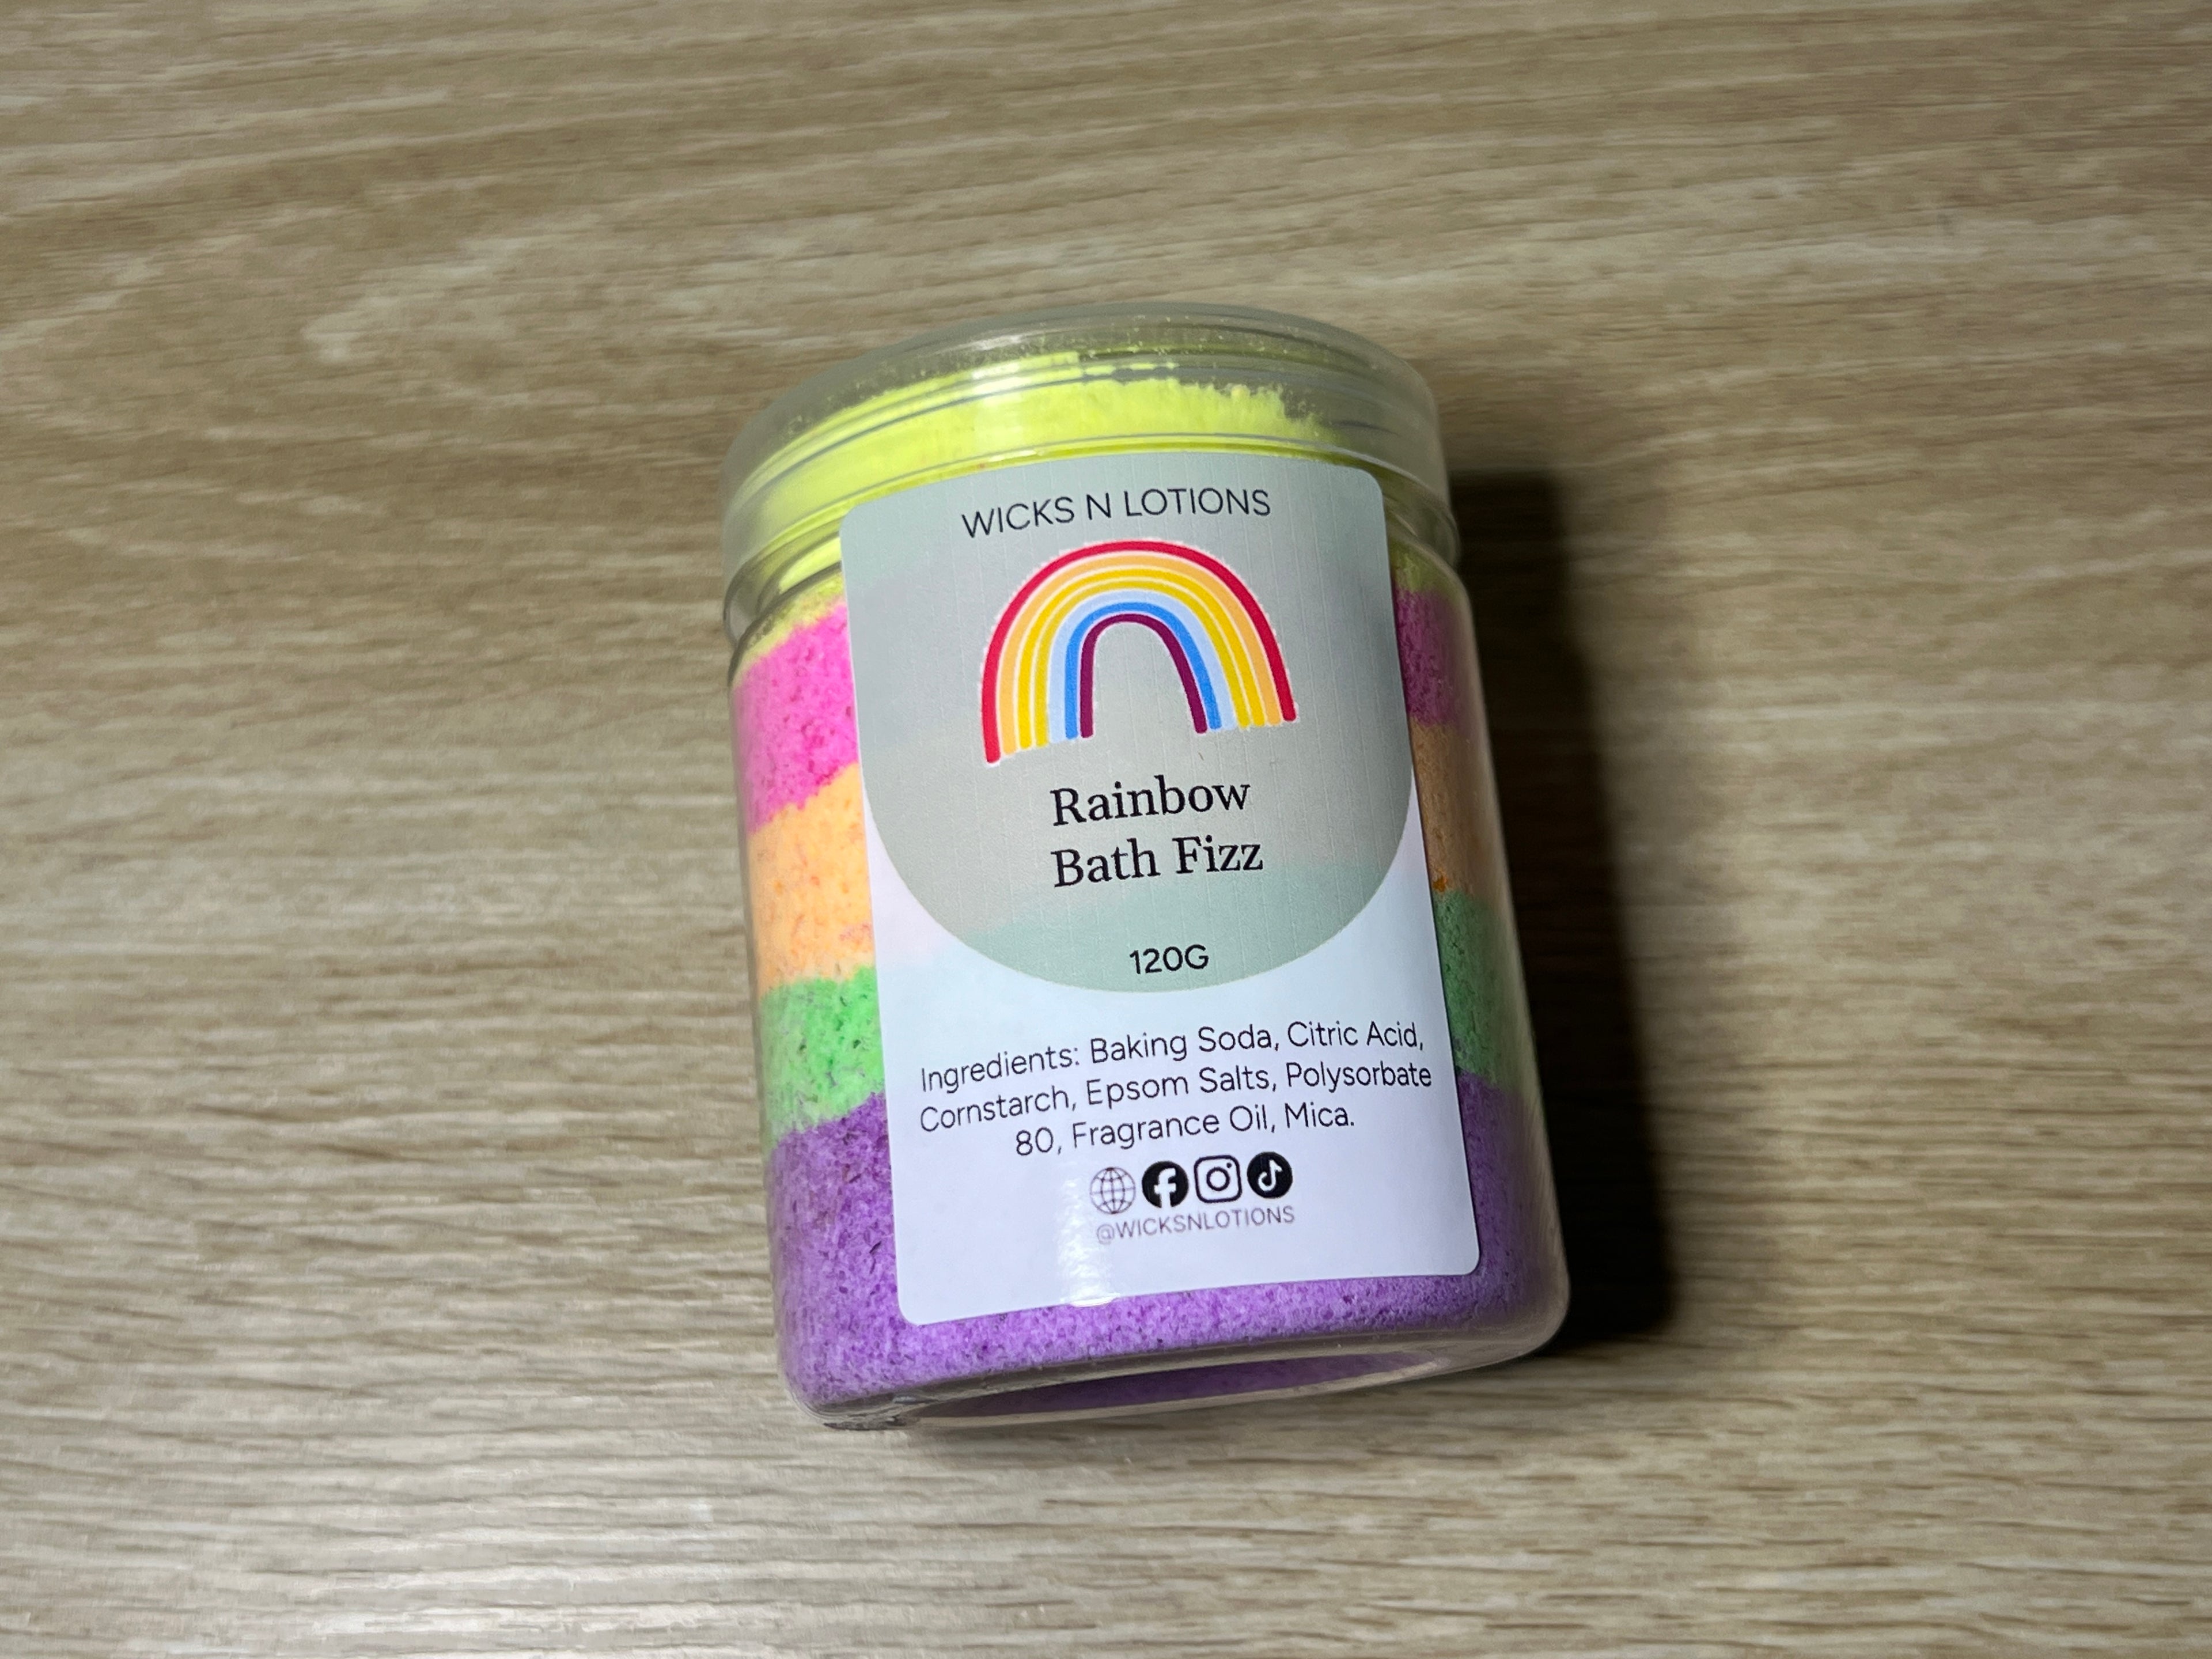 WICKS N LOTIONS
Rainbow
Bath Fizz
120G
Ingredients: Baking Soda, Citric Acid,
Cornstarch, Epsom Salts, Polysorbate
80, Fragrance Oil, Mica.
@WICKSNLOTIONS